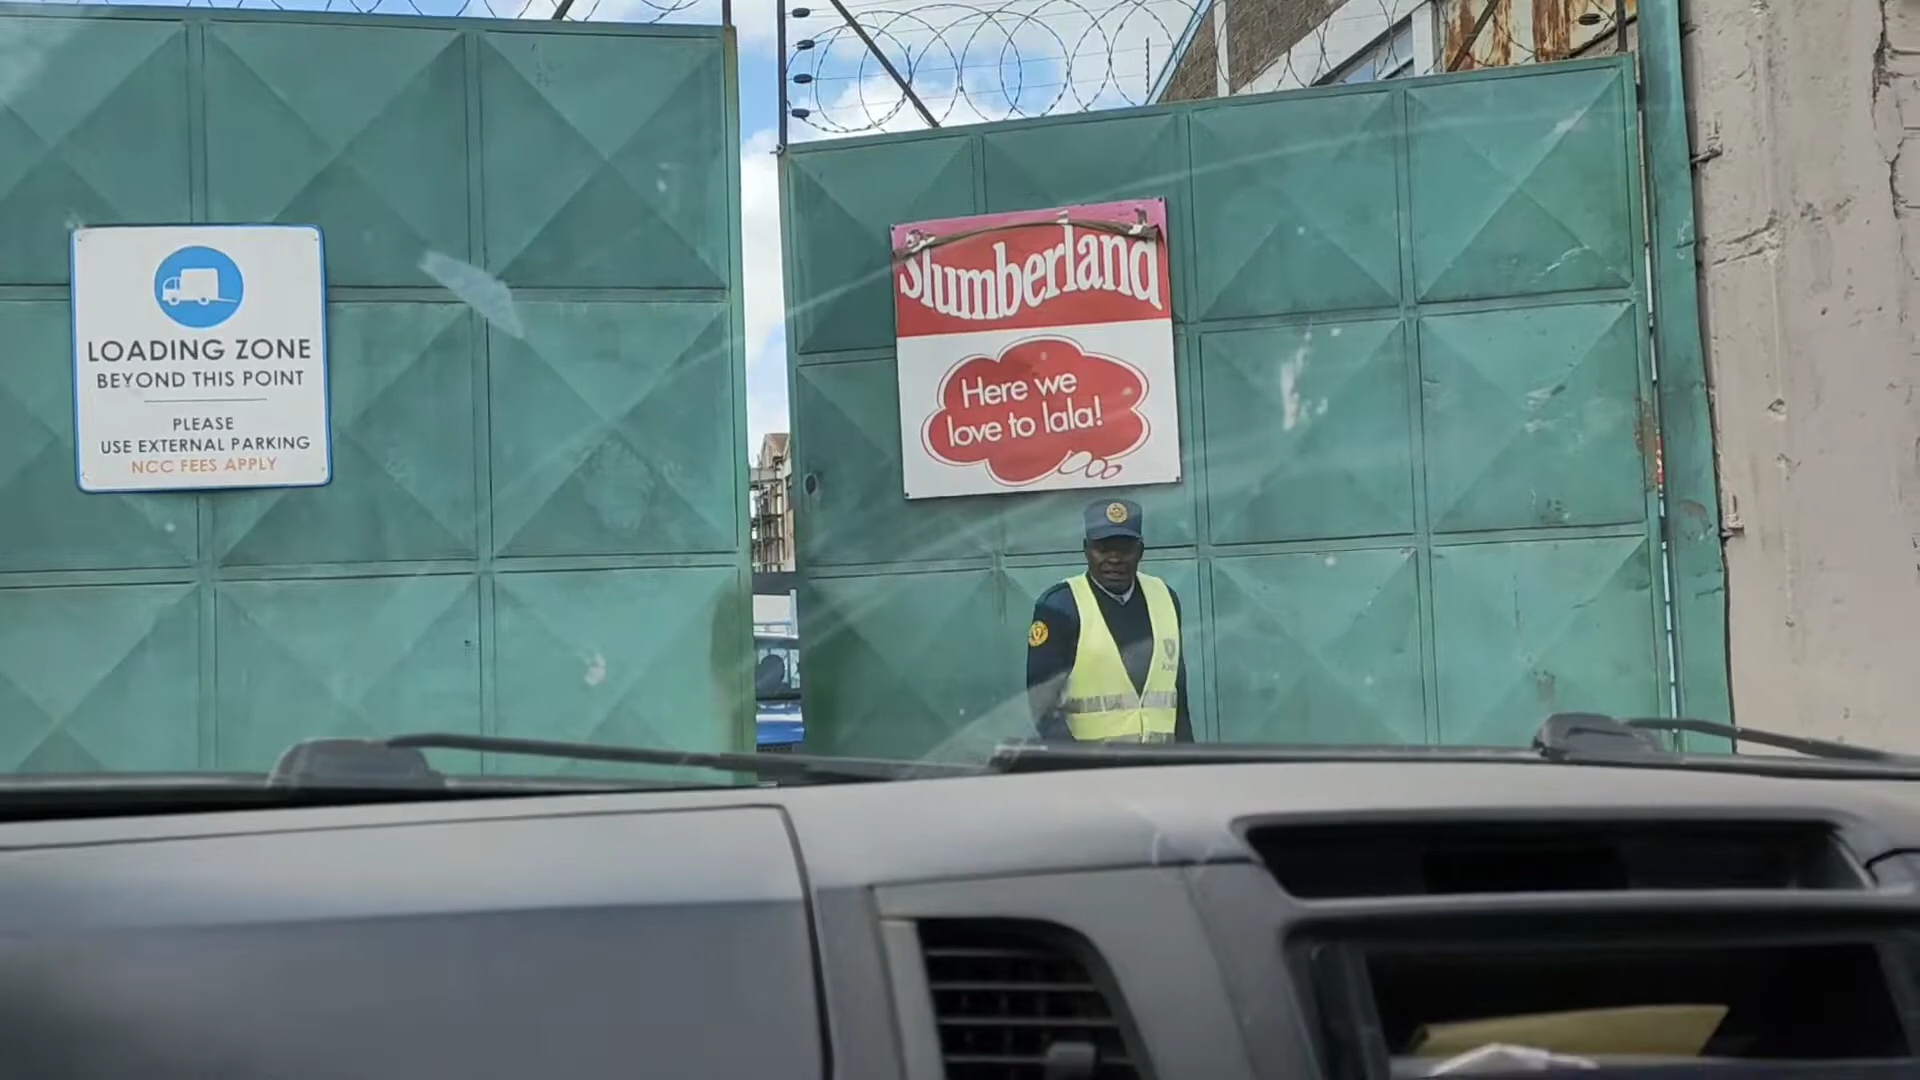 LOADING ZONE
BEYOND THIS POINT
PLEASE
USE EXTERNAL PARKING
NCC FEES APPLY
Slumberland
Here we
love to lala!